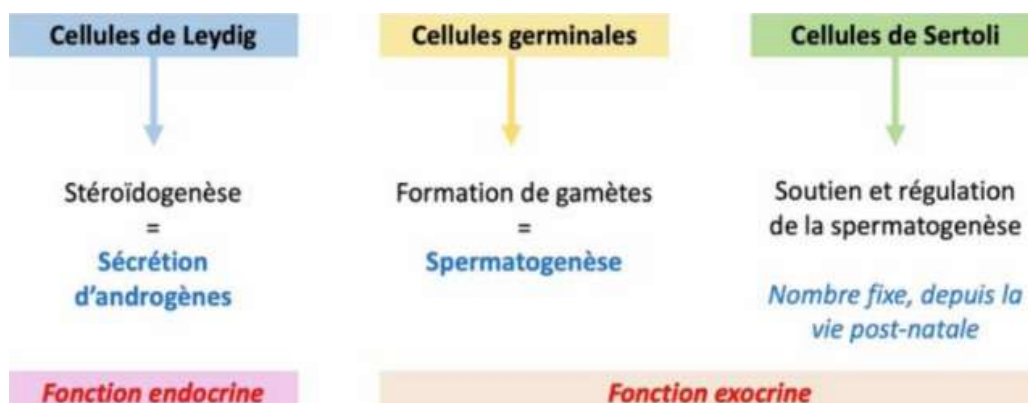 Cellules de Leydig
Cellules germinales
Cellules de Sertoli
Stéroïdogenèse
=
Sécrétion
d'androgènes
Formation de gamètes
=
Spermatogenèse
Soutien et régulation
de la spermatogenèse
Nombre fixe, depuis la
vie post-natale
Fonction endocrine
Fonction exocrine